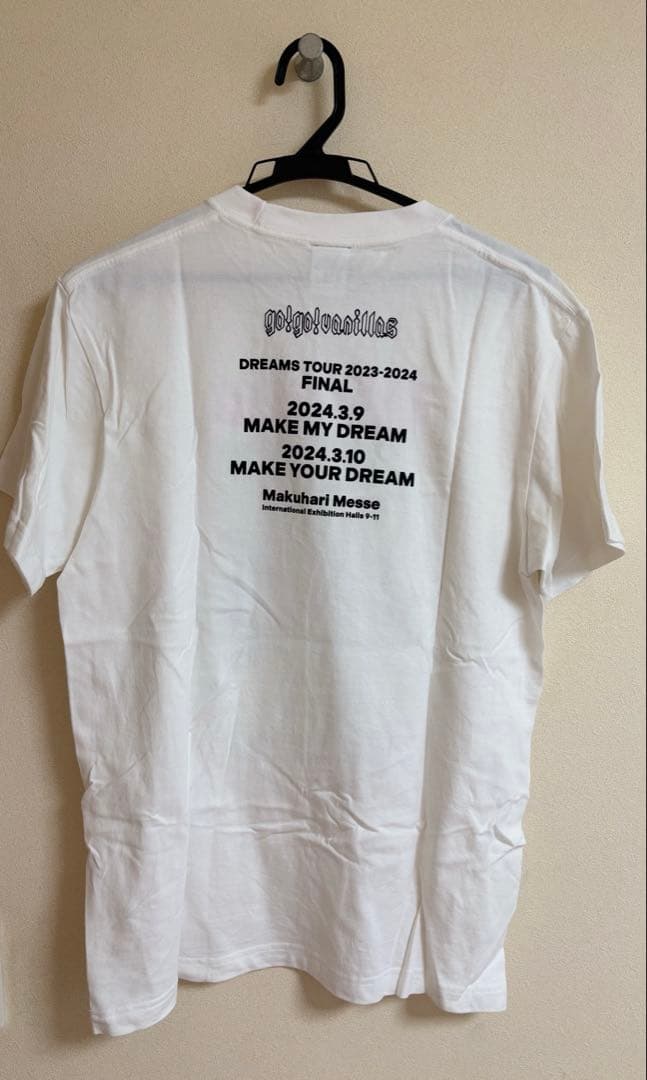 go!go!vanillas
DREAMS TOUR 2023-2024
FINAL
2024.3.9
MAKE MY DREAM
2024.3.10
MAKE YOUR DREAM
Makuhari Messe
International Exhibition Halls 9-11